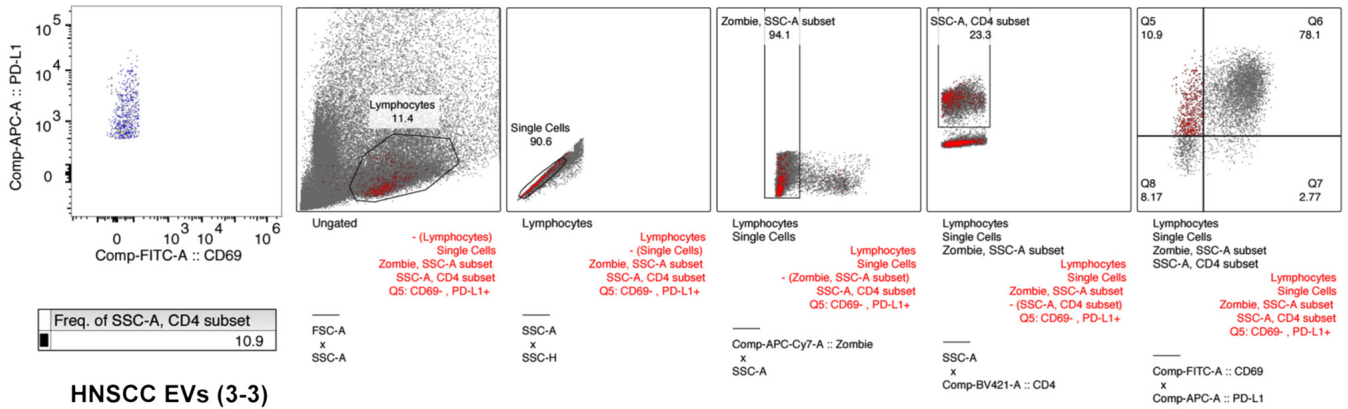 Comp-APC-A :: PD-L1
10^5
10^4
10^3
0
0 10^3 10^4 10^6
Comp-FITC-A :: CD69
Freq. of SSC-A, CD4 subset
10.9
HNSCC EVs (3-3)
Lymphocytes
11.4
Ungated
- (Lymphocytes)
Single Cells
Zombie, SSC-A subset
SSC-A, CD4 subset
Q5: CD69- , PD-L1+
FSC-A
x
SSC-A
Single Cells
90.6
Lymphocytes
Lymphocytes
- (Single Cells)
Zombie, SSC-A subset
SSC-A, CD4 subset
Q5: CD69- , PD-L1+
SSC-A
x
SSC-H
Zombie, SSC-A subset
94.1
Lymphocytes
Single Cells
Lymphocytes
Single Cells
- (Zombie, SSC-A subset)
SSC-A, CD4 subset
Q5: CD69- , PD-L1+
Comp-APC-Cy7-A :: Zombie
x
SSC-A
SSC-A, CD4 subset
23.3
Lymphocytes
Single Cells
Zombie, SSC-A subset
Lymphocytes
Single Cells
Zombie, SSC-A subset
- (SSC-A, CD4 subset)
Q5: CD69- , PD-L1+
SSC-A
x
Comp-BV421-A :: CD4
Q5
10.9
Q6
78.1
Q8
8.17
Q7
2.77
Lymphocytes
Single Cells
Zombie, SSC-A subset
SSC-A, CD4 subset
Lymphocytes
Single Cells
Zombie, SSC-A subset
SSC-A, CD4 subset
Q5: CD69- , PD-L1+
Comp-FITC-A :: CD69
x
Comp-APC-A :: PD-L1